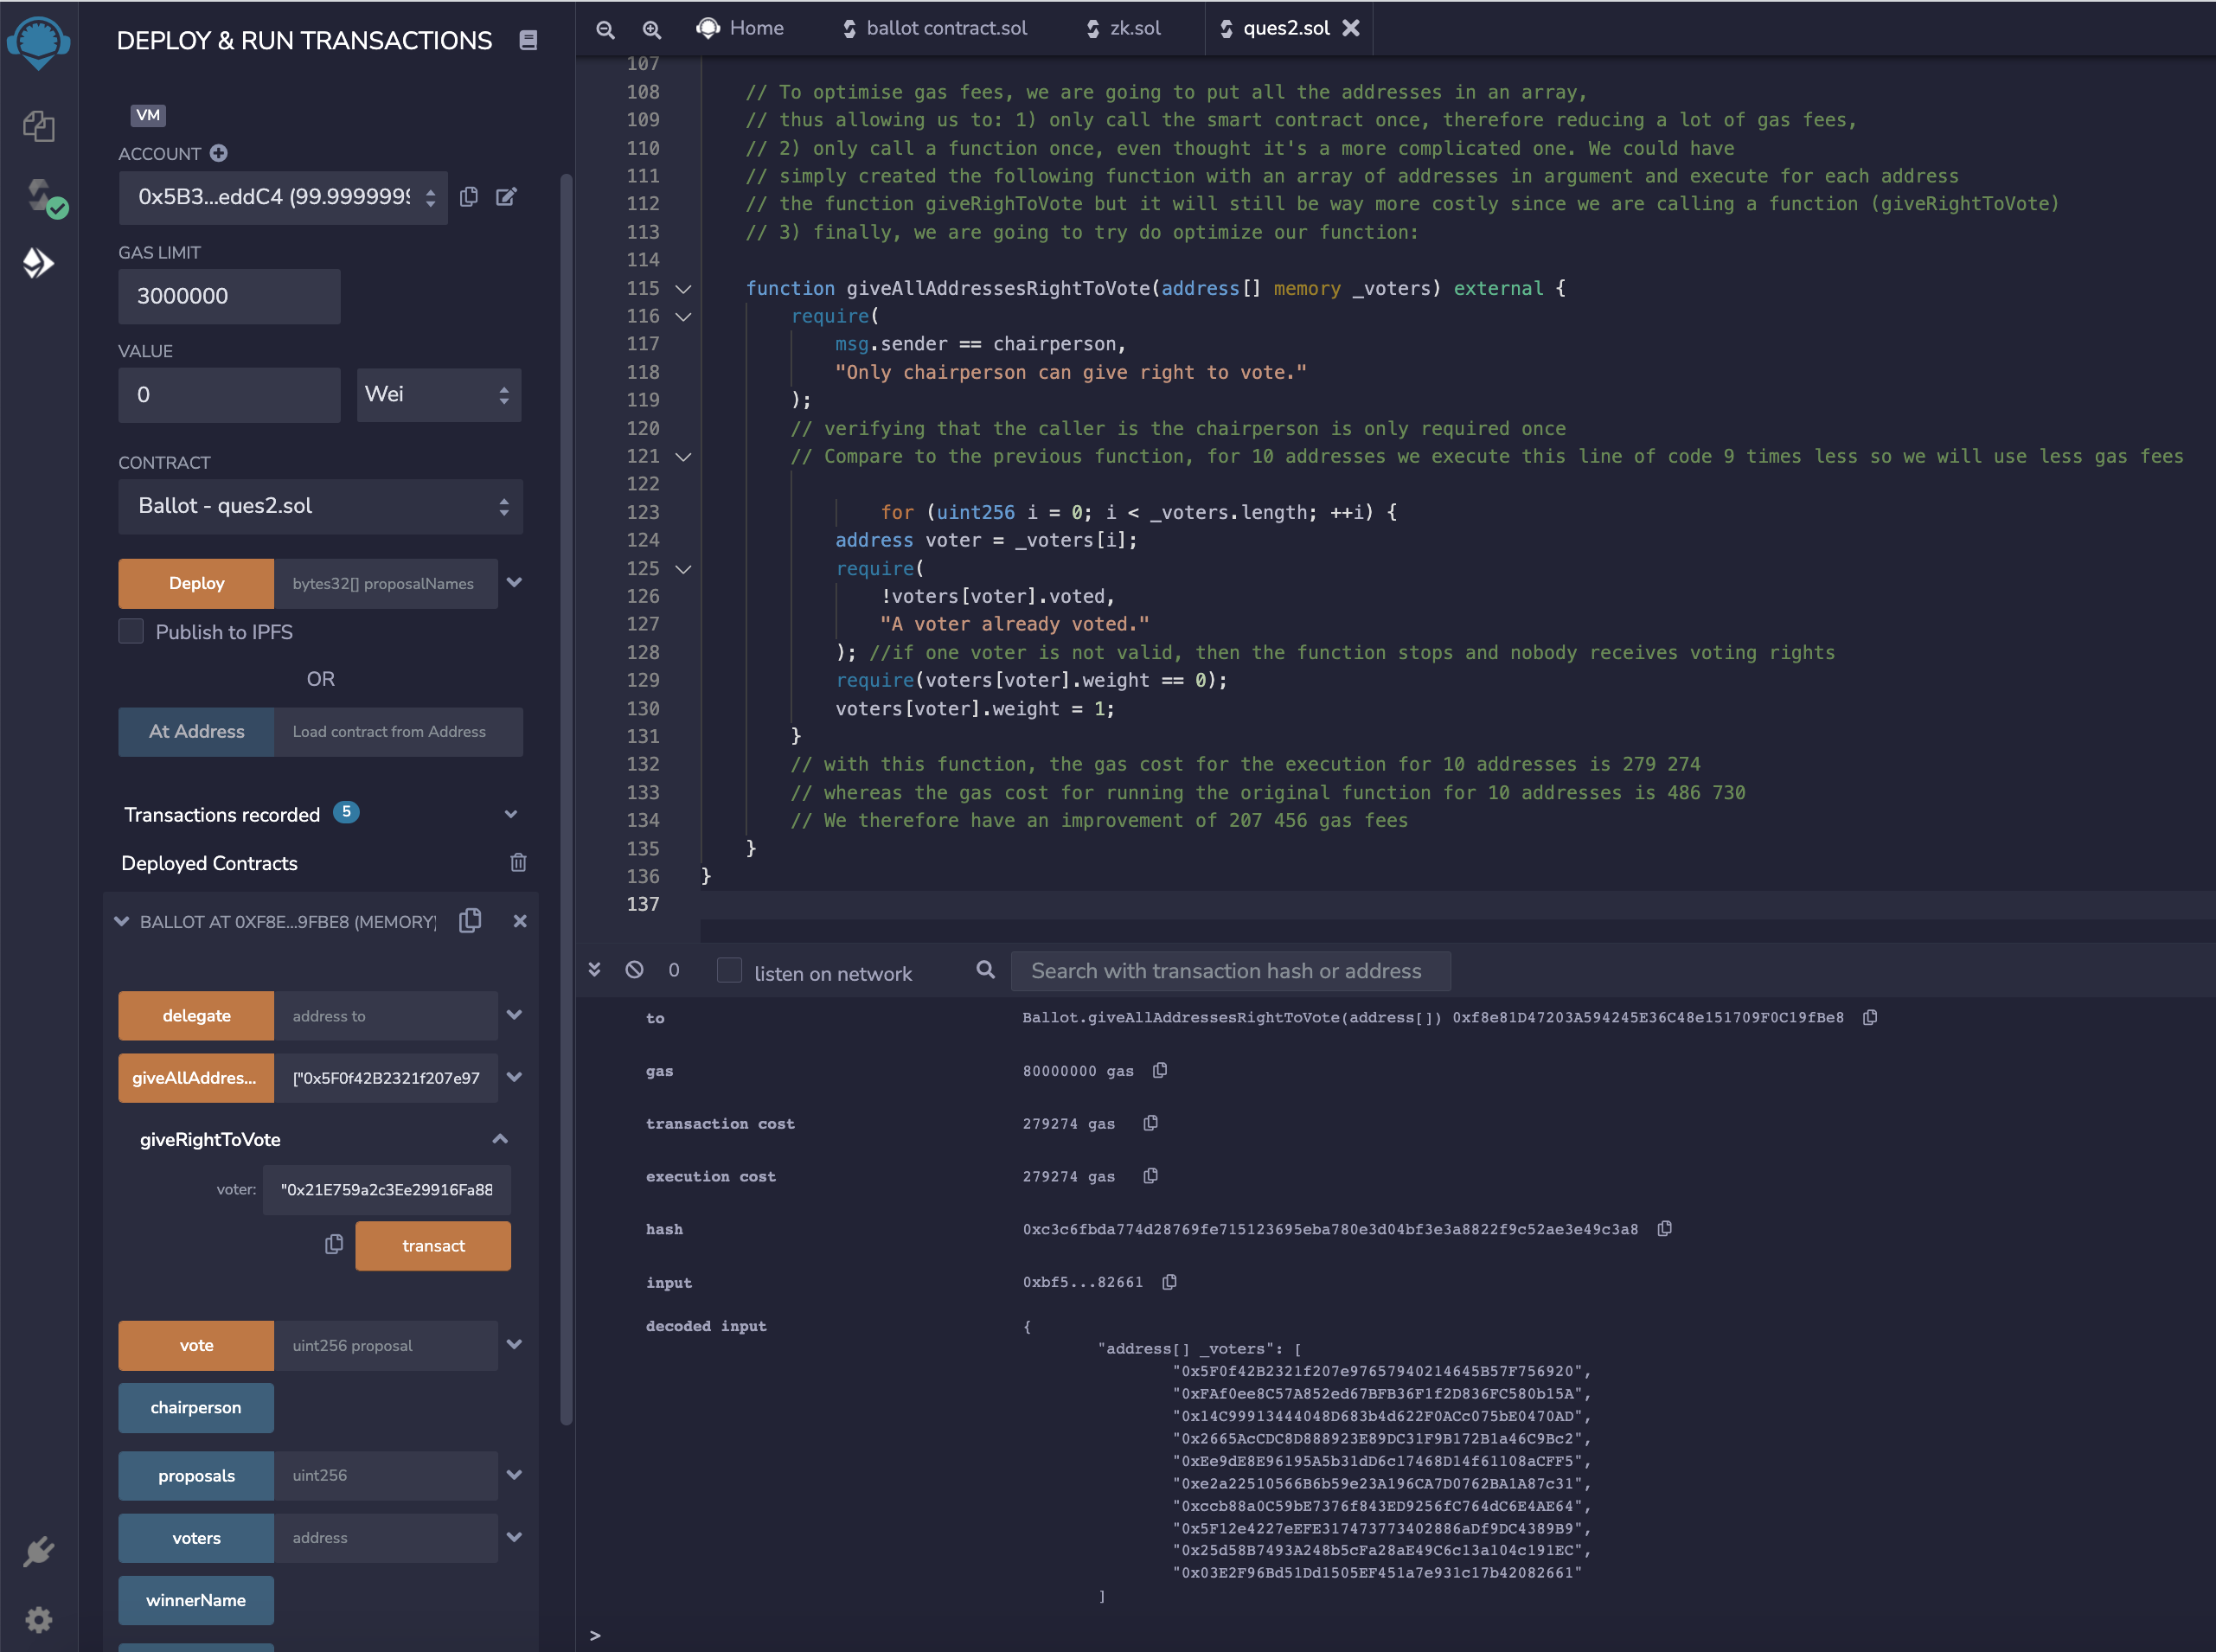 DEPLOY & RUN TRANSACTIONS
VM
ACCOUNT
0x5B3...eddC4 (99.9999999
GAS LIMIT
3000000
VALUE
0
Wei
CONTRACT
Ballot - ques2.sol
Deploy
bytes32[] proposalNames
Publish to IPFS
OR
At Address
Load contract from Address
Transactions recorded 5
Deployed Contracts
BALLOT AT 0XF8E...9FBE8 (MEMORY)
delegate
address to
giveAllAddres...
["0x5F0f42B2321f207e97
giveRightToVote
voter:
"0x21E759a2c3Ee29916Fa88
transact
vote
uint256 proposal
chairperson
proposals
uint256
voters
address
winnerName
Home
ballot contract.sol
zk.sol
ques2.sol
107
108 // To optimise gas fees, we are going to put all the addresses in an array,
109 // thus allowing us to: 1) only call the smart contract once, therefore reducing a lot of gas fees,
110 // 2) only call a function once, even thought it's a more complicated one. We could have
111 // simply created the following function with an array of addresses in argument and execute for each address
112 // the function giveRighToVote but it will still be way more costly since we are calling a function (giveRightToVote)
113 // 3) finally, we are going to try do optimize our function:
114
115 function giveAllAddressesRightToVote(address[] memory _voters) external {
116 require(
117 msg.sender == chairperson,
118 "Only chairperson can give right to vote."
119 );
120 // verifying that the caller is the chairperson is only required once
121 // Compare to the previous function, for 10 addresses we execute this line of code 9 times less so we will use less gas fees
122
123 for (uint256 i = 0; i < _voters.length; ++i) {
124 address voter = _voters[i];
125 require(
126 !voters[voter].voted,
127 "A voter already voted."
128 ); //if one voter is not valid, then the function stops and nobody receives voting rights
129 require(voters[voter].weight == 0);
130 voters[voter].weight = 1;
131 }
132 // with this function, the gas cost for the execution for 10 addresses is 279 274
133 // whereas the gas cost for running the original function for 10 addresses is 486 730
134 // We therefore have an improvement of 207 456 gas fees
135 }
136 }
137
0
listen on network
Search with transaction hash or address
to Ballot.giveAllAddressesRightToVote(address[]) 0xf8e81D47203A594245E36C48e151709F0C19fBe8
gas 80000000 gas
transaction cost 279274 gas
execution cost 279274 gas
hash 0xc3c6fbda774d28769fe715123695eba780e3d04bf3e3a8822f9c52ae3e49c3a8
input 0xbf5...82661
decoded input {
"address[] _voters": [
"0x5F0f42B2321f207e97657940214645B57F756920",
"0xFAf0ee8C57A852ed67BFB36F1f2D836FC580b15A",
"0x14C99913444048D683b4d622F0ACc075bE0470AD",
"0x2665AcCDC8D888923E89DC31F9B172B1a46C9Bc2",
"0xEe9dE8E96195A5b31dD6c17468D14f61108aCFF5",
"0xe2a22510566B6b59e23A196CA7D0762BA1A87c31",
"0xccb88a0C59bE7376f843ED9256fC764dC6E4AE64",
"0x5F12e4227eEFE317473773402886aDf9DC4389B9",
"0x25d58B7493A248b5cFa28aE49C6c13a104c191EC",
"0x03E2F96Bd51Dd1505EF451a7e931c17b42082661"
]
>